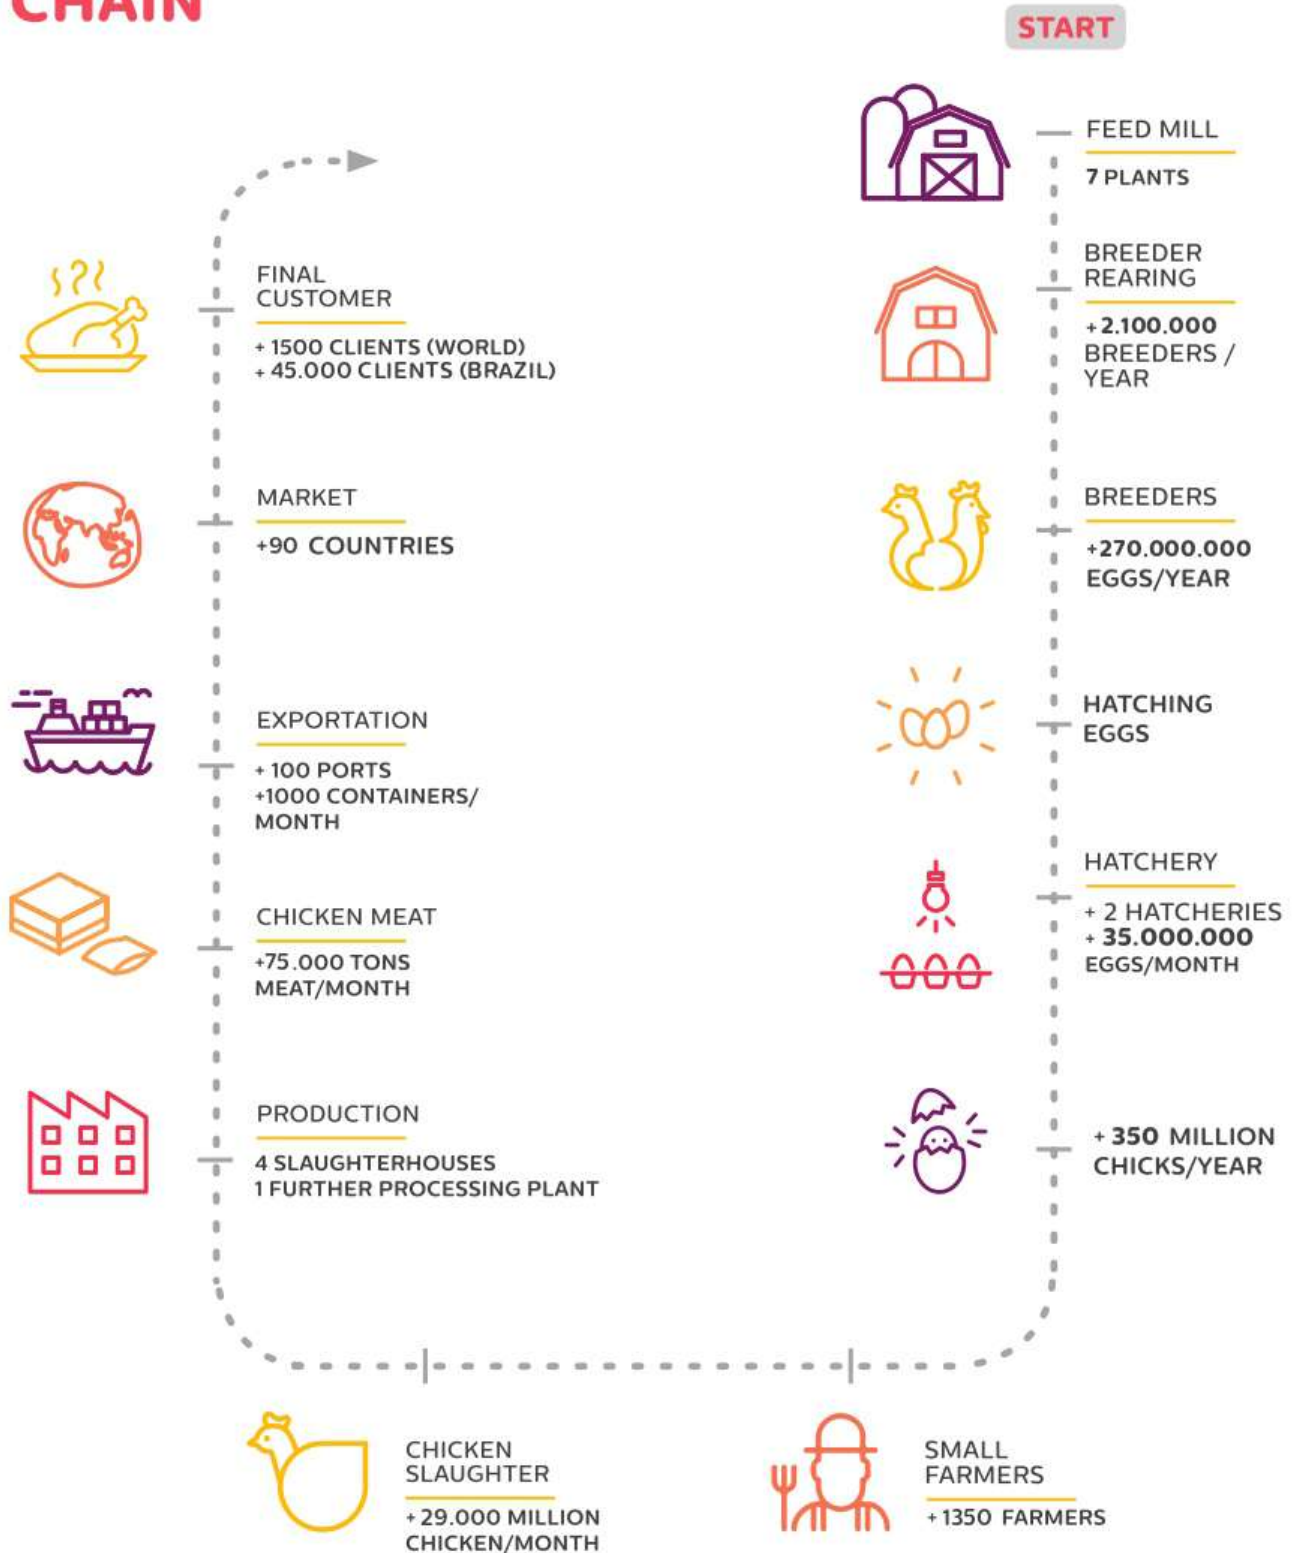 CHAIN
START
FEED MILL
7 PLANTS
BREEDER
REARING
+2.100.000
BREEDERS /
YEAR
BREEDERS
+270.000.000
EGGS/YEAR
HATCHING
EGGS
HATCHERY
+ 2 HATCHERIES
+ 35.000.000
EGGS/MONTH
+ 350 MILLION
CHICKS/YEAR
SMALL
FARMERS
+1350 FARMERS
CHICKEN
SLAUGHTER
+ 29.000 MILLION
CHICKEN/MONTH
PRODUCTION
4 SLAUGHTERHOUSES
1 FURTHER PROCESSING PLANT
CHICKEN MEAT
+75.000 TONS
MEAT/MONTH
EXPORTATION
+ 100 PORTS
+1000 CONTAINERS/
MONTH
MARKET
+90 COUNTRIES
FINAL
CUSTOMER
+ 1500 CLIENTS (WORLD)
+ 45.000 CLIENTS (BRAZIL)